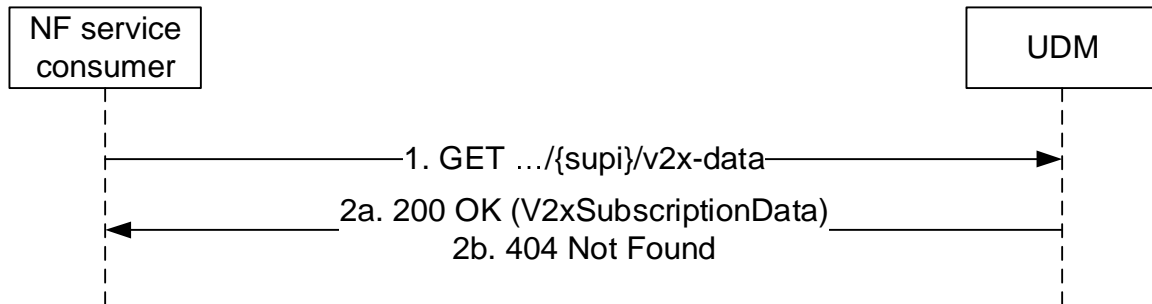 NF service
consumer
UDM
1. GET …/{supi}/v2x-data
2a. 200 OK (V2xSubscriptionData)
2b. 404 Not Found